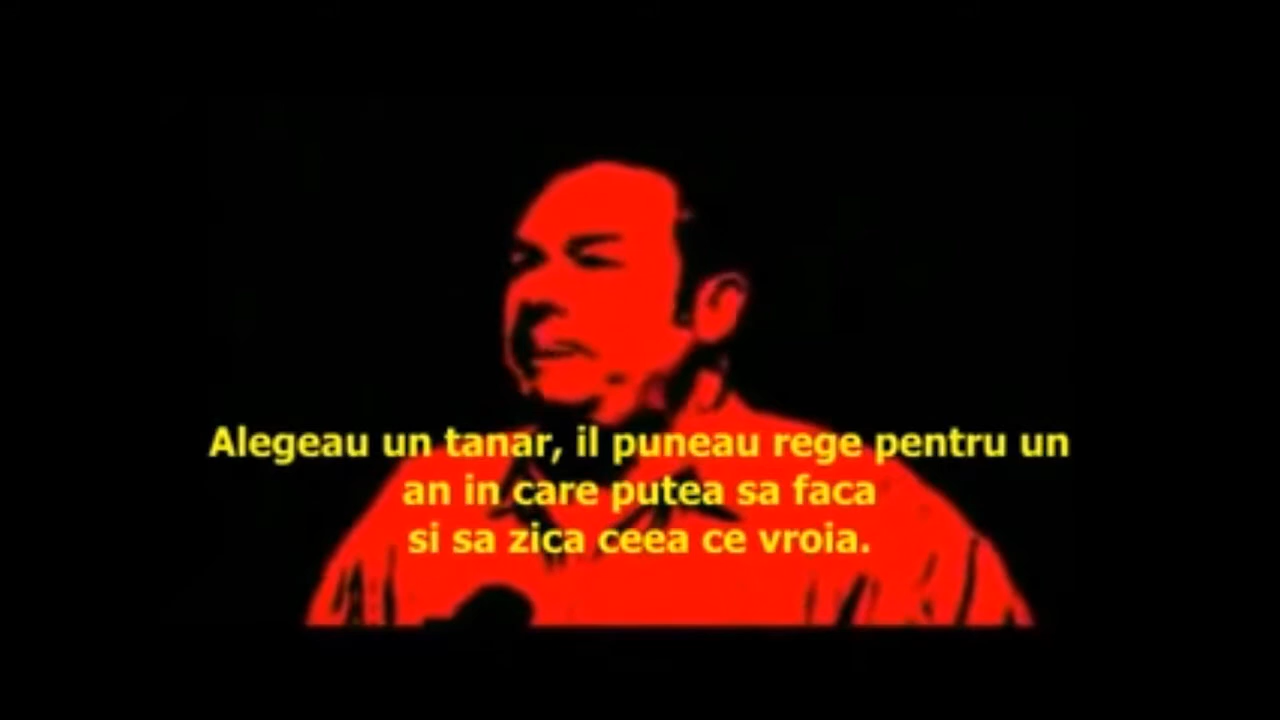 Alegeau un tanar, il puneau rege pentru un
an in care putea sa faca
si sa zica ceea ce vroia.